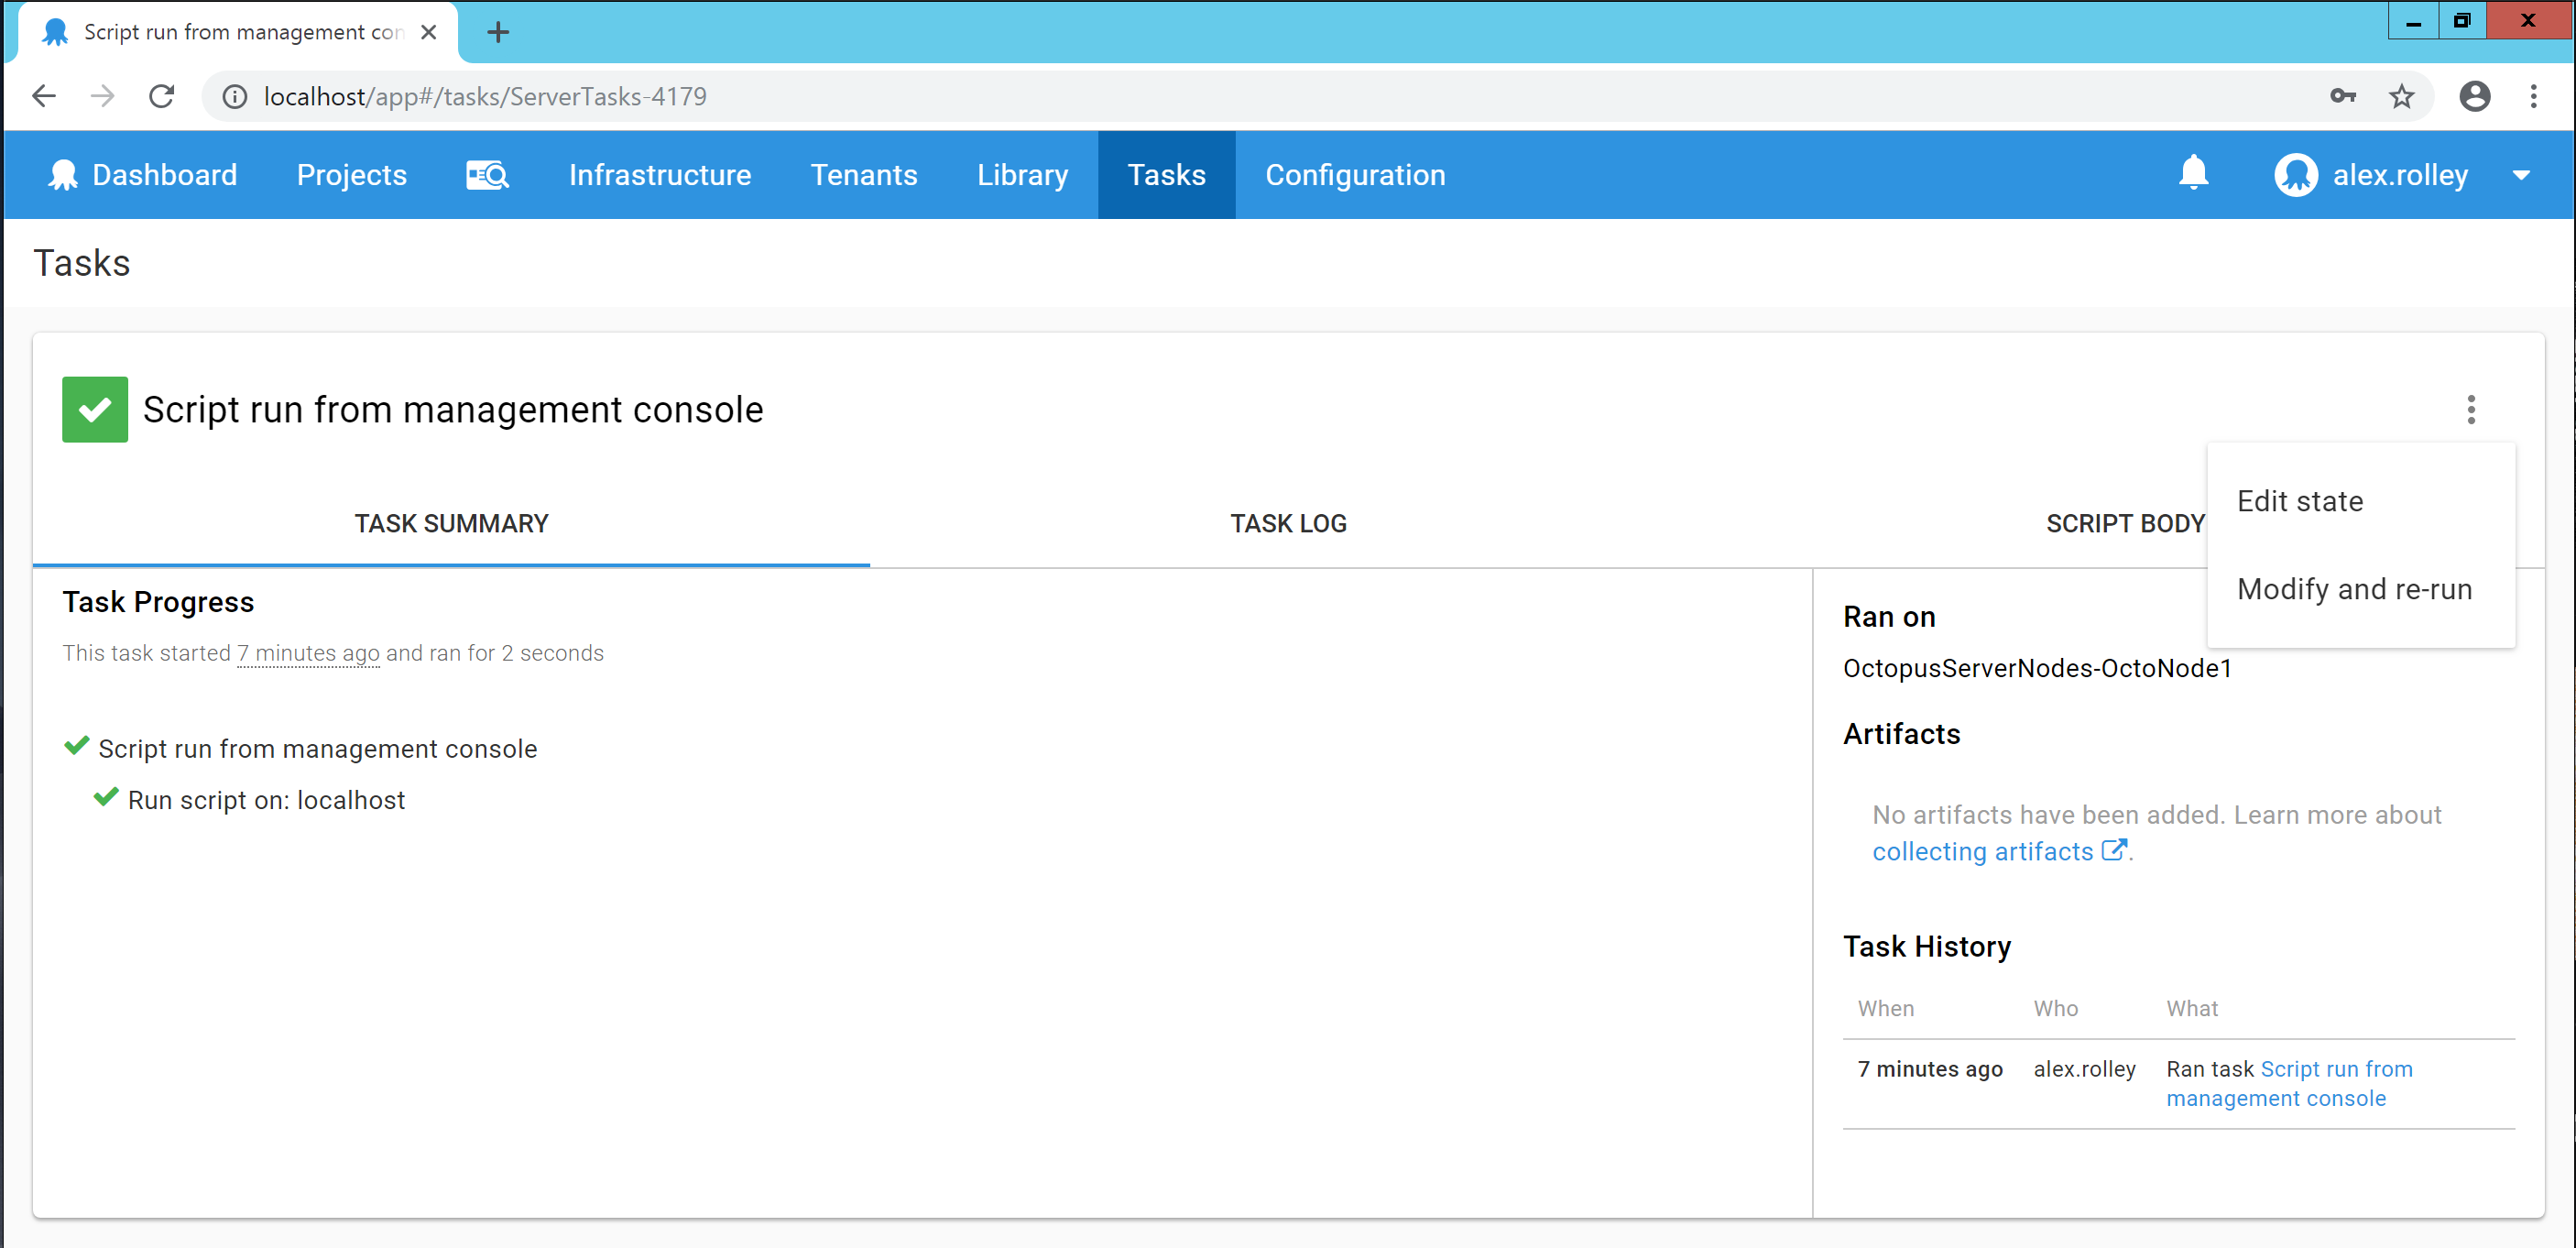 Script run from management con
localhost/app#/tasks/ServerTasks-4179
Dashboard Projects Infrastructure Tenants Library Tasks Configuration alex.rolley
Tasks
Script run from management console
Edit state
TASK SUMMARY TASK LOG SCRIPT BODY
Modify and re-run
Task Progress
This task started 7 minutes ago and ran for 2 seconds
Script run from management console
Run script on: localhost
Ran on
OctopusServerNodes-OctoNode1
Artifacts
No artifacts have been added. Learn more about
collecting artifacts .
Task History
When Who What
7 minutes ago alex.rolley Ran task Script run from
management console